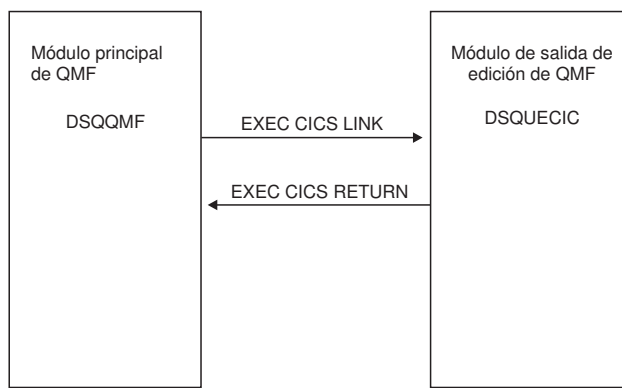 Módulo principal
de QMF
DSQQMF
EXEC CICS LINK
EXEC CICS RETURN
Módulo de salida de
edición de QMF
DSQUECIC